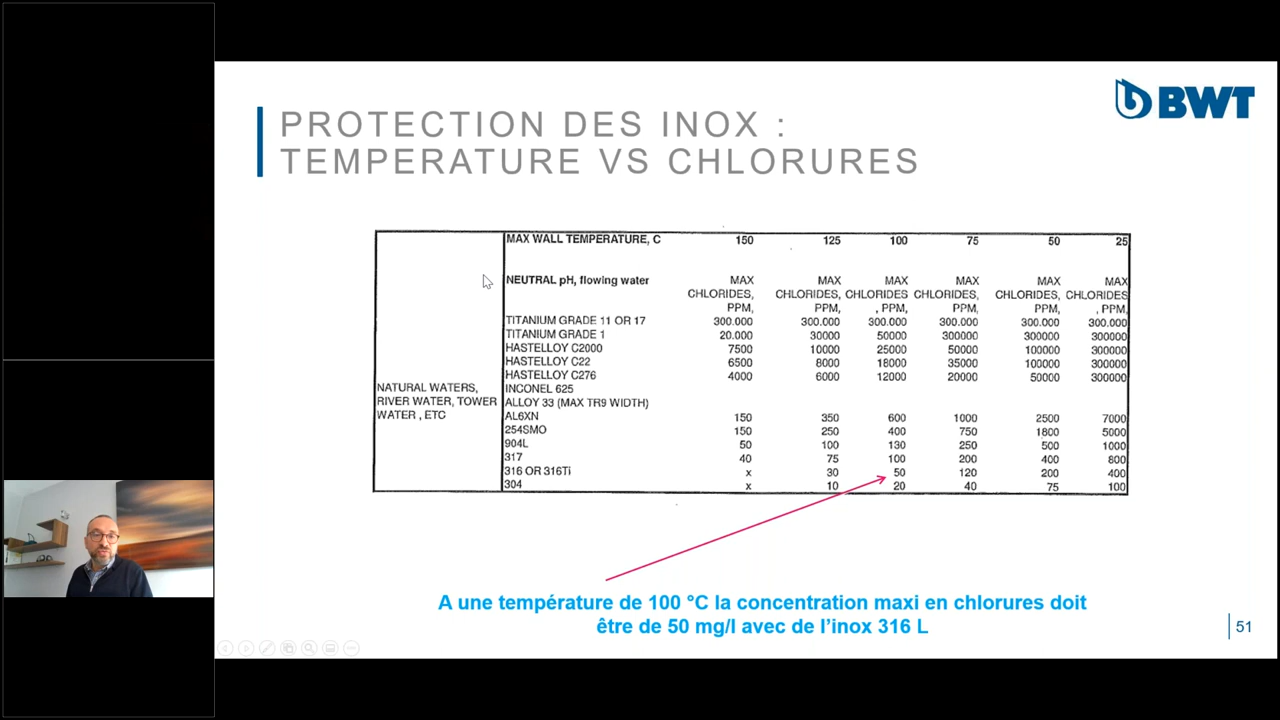 BWT
PROTECTION DES INOX :
TEMPERATURE VS CHLORURES
MAX WALL TEMPERATURE, C 150 125 100 75 50 25
NEUTRAL pH, flowing water MAX MAX MAX MAX MAX MAX
CHLORIDES, CHLORIDES, CHLORIDES CHLORIDES, CHLORIDES, CHLORIDES
PPM, PPM, , PPM, PPM, PPM, , PPM,
TITANIUM GRADE 11 OR 17 300.000 300.000 300.000 300.000 300.000 300.000
TITANIUM GRADE 1 20.000 30000 50000 300000 300000 300000
HASTELLOY C2000 7500 10000 25000 50000 100000 300000
HASTELLOY C22 6500 8000 18000 35000 100000 300000
HASTELLOY C276 4000 6000 12000 20000 50000 300000
NATURAL WATERS, INCONEL 625
RIVER WATER, TOWER ALLOY 33 (MAX TR9 WIDTH)
WATER , ETC AL6XN 150 350 600 1000 2500 7000
254SMO 150 250 400 750 1800 5000
904L 50 100 130 250 500 1000
317 40 75 100 200 400 800
316 OR 316Ti x 30 50 120 200 400
304 x 10 20 40 75 100
A une température de 100 °C la concentration maxi en chlorures doit
être de 50 mg/l avec de l’inox 316 L
51